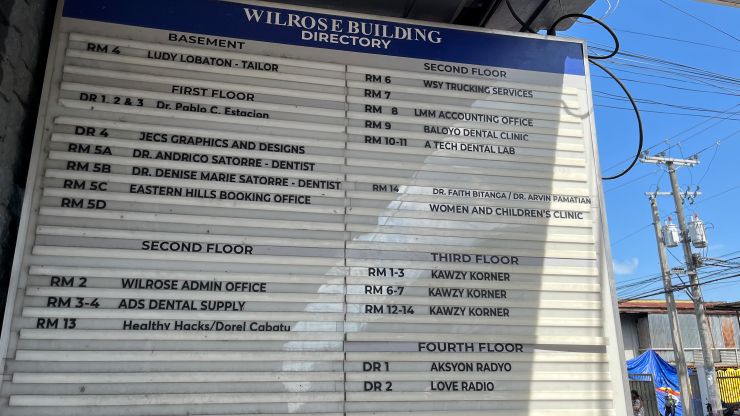 WILROSE BUILDING
DIRECTORY
BASEMENT
RM 4 LUDY LOBATON - TAILOR
FIRST FLOOR
DR 1, 2 & 3 Dr. Pablo C. Estacion
DR 4 JECS GRAPHICS AND DESIGNS
RM 5A DR. ANDRICO SATORRE - DENTIST
RM 5B DR. DENISE MARIE SATORRE - DENTIST
RM 5C EASTERN HILLS BOOKING OFFICE
RM 5D
SECOND FLOOR
RM 2 WILROSE ADMIN OFFICE
RM 3-4 ADS DENTAL SUPPLY
RM 13 Healthy Hacks/Dorel Cabatu
SECOND FLOOR
RM 6 WSY TRUCKING SERVICES
RM 7
RM 8 LMM ACCOUNTING OFFICE
RM 9 BALOYO DENTAL CLINIC
RM 10-11 A TECH DENTAL LAB
RM 14 DR. FAITH BITANGA / DR. ARVIN PAMATIAN
WOMEN AND CHILDREN'S CLINIC
THIRD FLOOR
RM 1-3 KAWZY KORNER
RM 6-7 KAWZY KORNER
RM 12-14 KAWZY KORNER
FOURTH FLOOR
DR 1 AKSYON RADYO
DR 2 LOVE RADIO